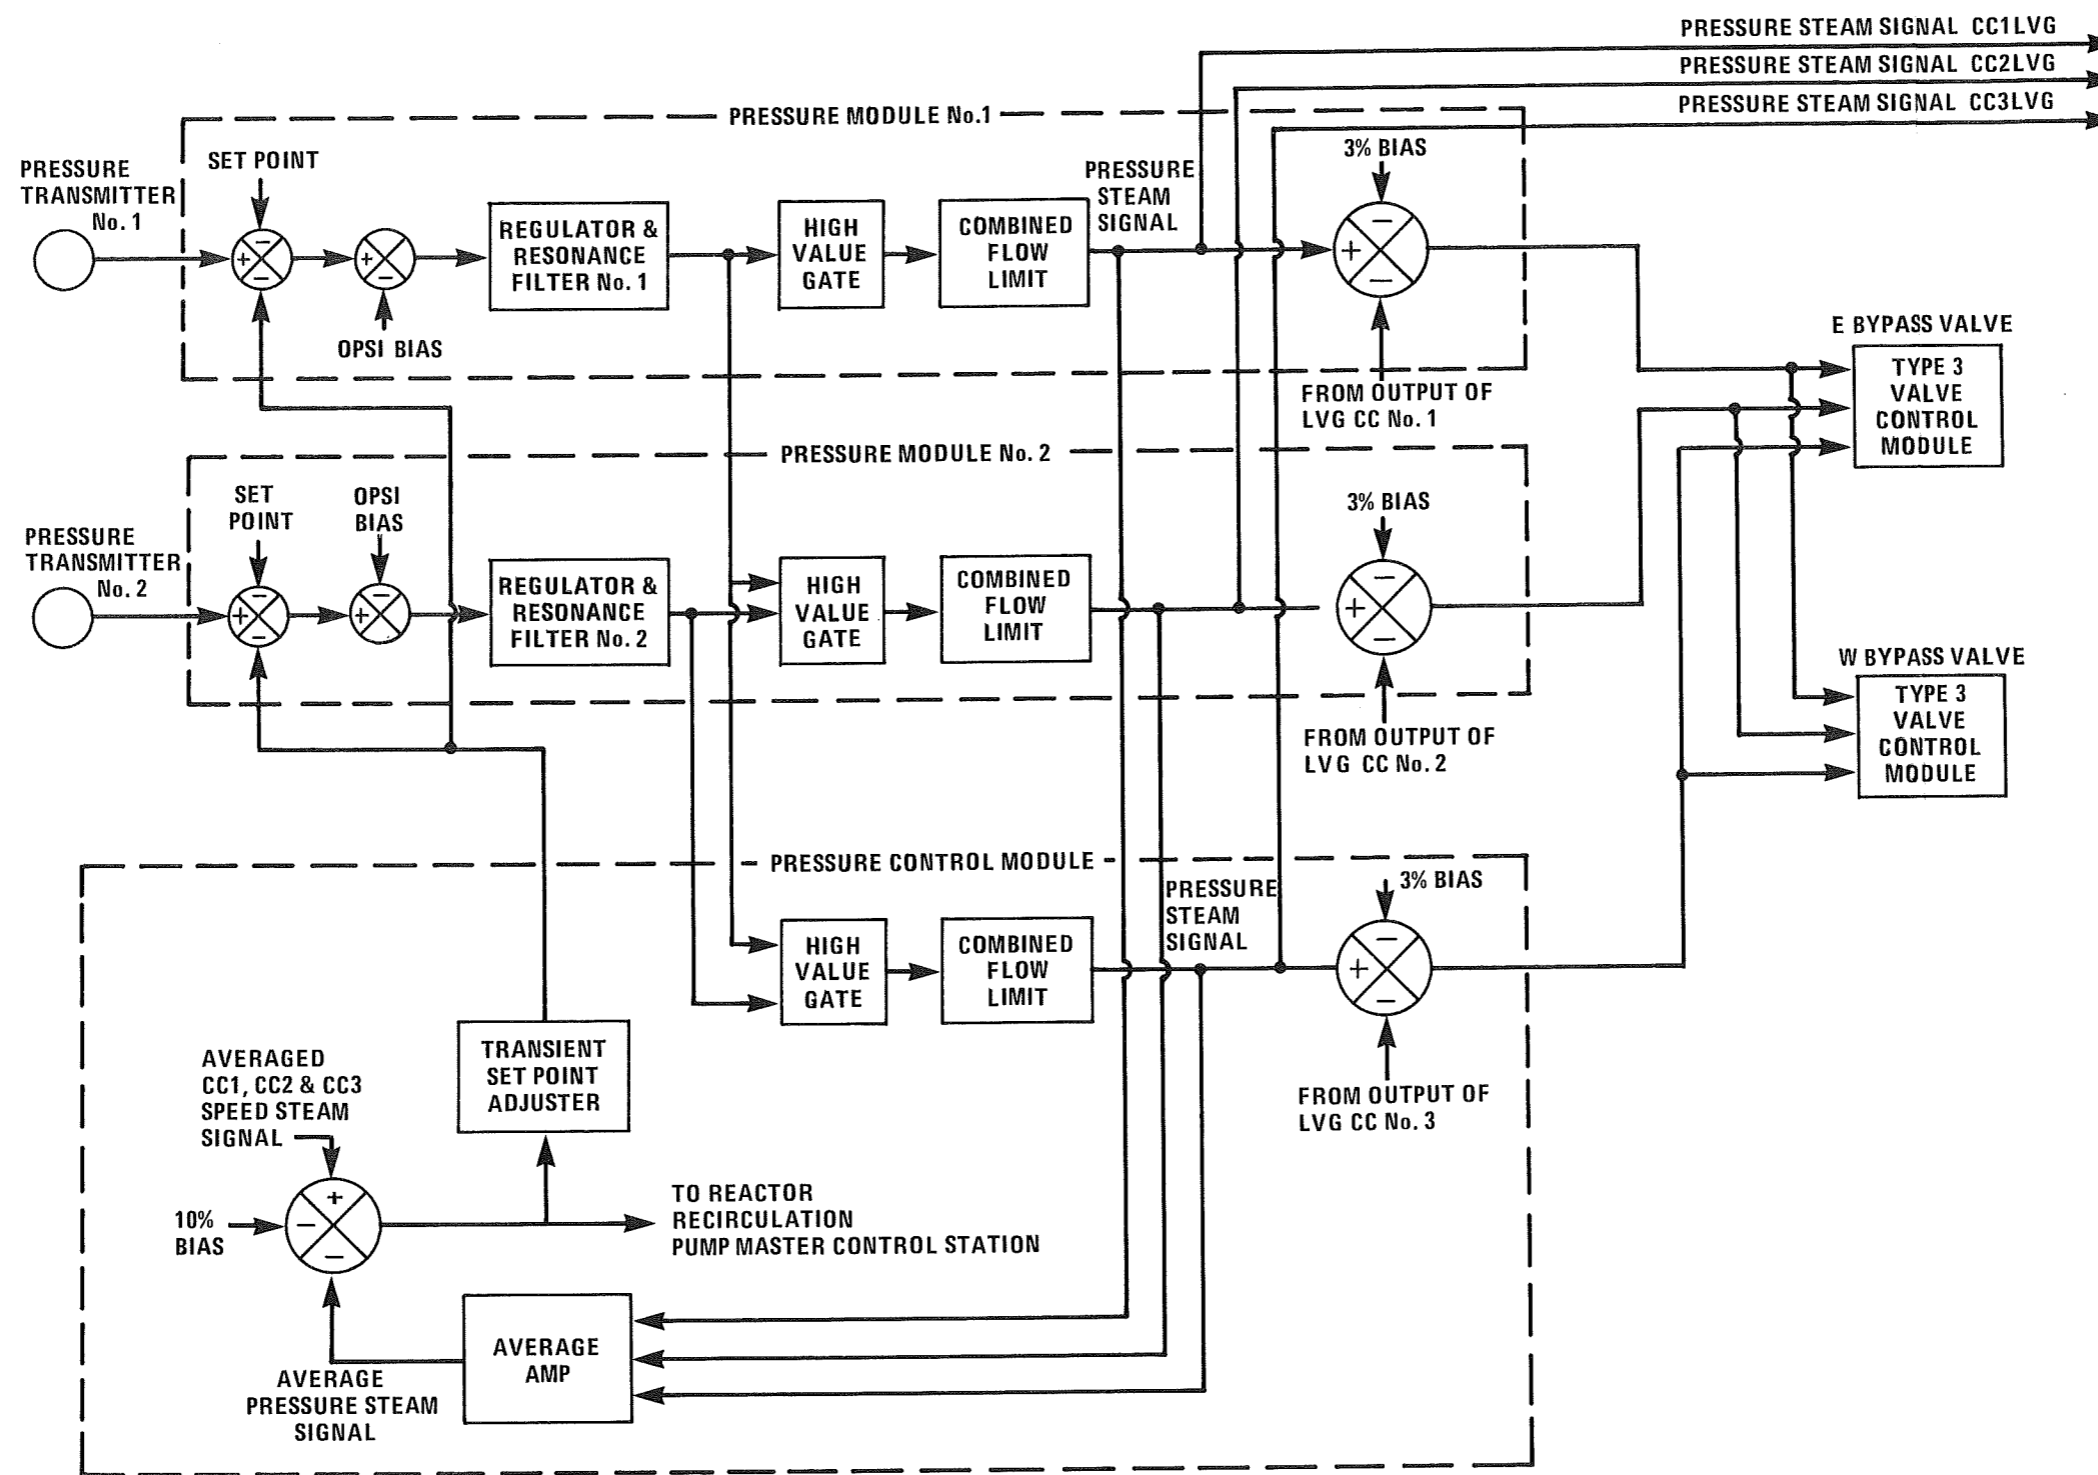 PRESSURE STEAM SIGNAL CC1LVG
PRESSURE STEAM SIGNAL CC2LVG
PRESSURE STEAM SIGNAL CC3LVG
PRESSURE MODULE No.1
PRESSURE
TRANSMITTER
No. 1
SET POINT
+
−
−
+
−
OPSI BIAS
REGULATOR &
RESONANCE
FILTER No. 1
HIGH
VALUE
GATE
COMBINED
FLOW
LIMIT
PRESSURE
STEAM
SIGNAL
3% BIAS
−
+
−
FROM OUTPUT OF
LVG CC No. 1
E BYPASS VALVE
TYPE 3
VALVE
CONTROL
MODULE
PRESSURE MODULE No. 2
PRESSURE
TRANSMITTER
No. 2
SET
POINT
OPSI
BIAS
−
+
−
−
+
REGULATOR &
RESONANCE
FILTER No. 2
HIGH
VALUE
GATE
COMBINED
FLOW
LIMIT
3% BIAS
−
+
−
FROM OUTPUT OF
LVG CC No. 2
W BYPASS VALVE
TYPE 3
VALVE
CONTROL
MODULE
PRESSURE CONTROL MODULE
HIGH
VALUE
GATE
COMBINED
FLOW
LIMIT
PRESSURE
STEAM
SIGNAL
3% BIAS
−
+
−
FROM OUTPUT OF
LVG CC No. 3
TRANSIENT
SET POINT
ADJUSTER
AVERAGED
CC1, CC2 & CC3
SPEED STEAM
SIGNAL
10%
BIAS
+
−
−
TO REACTOR
RECIRCULATION
PUMP MASTER CONTROL STATION
AVERAGE
AMP
AVERAGE
PRESSURE STEAM
SIGNAL